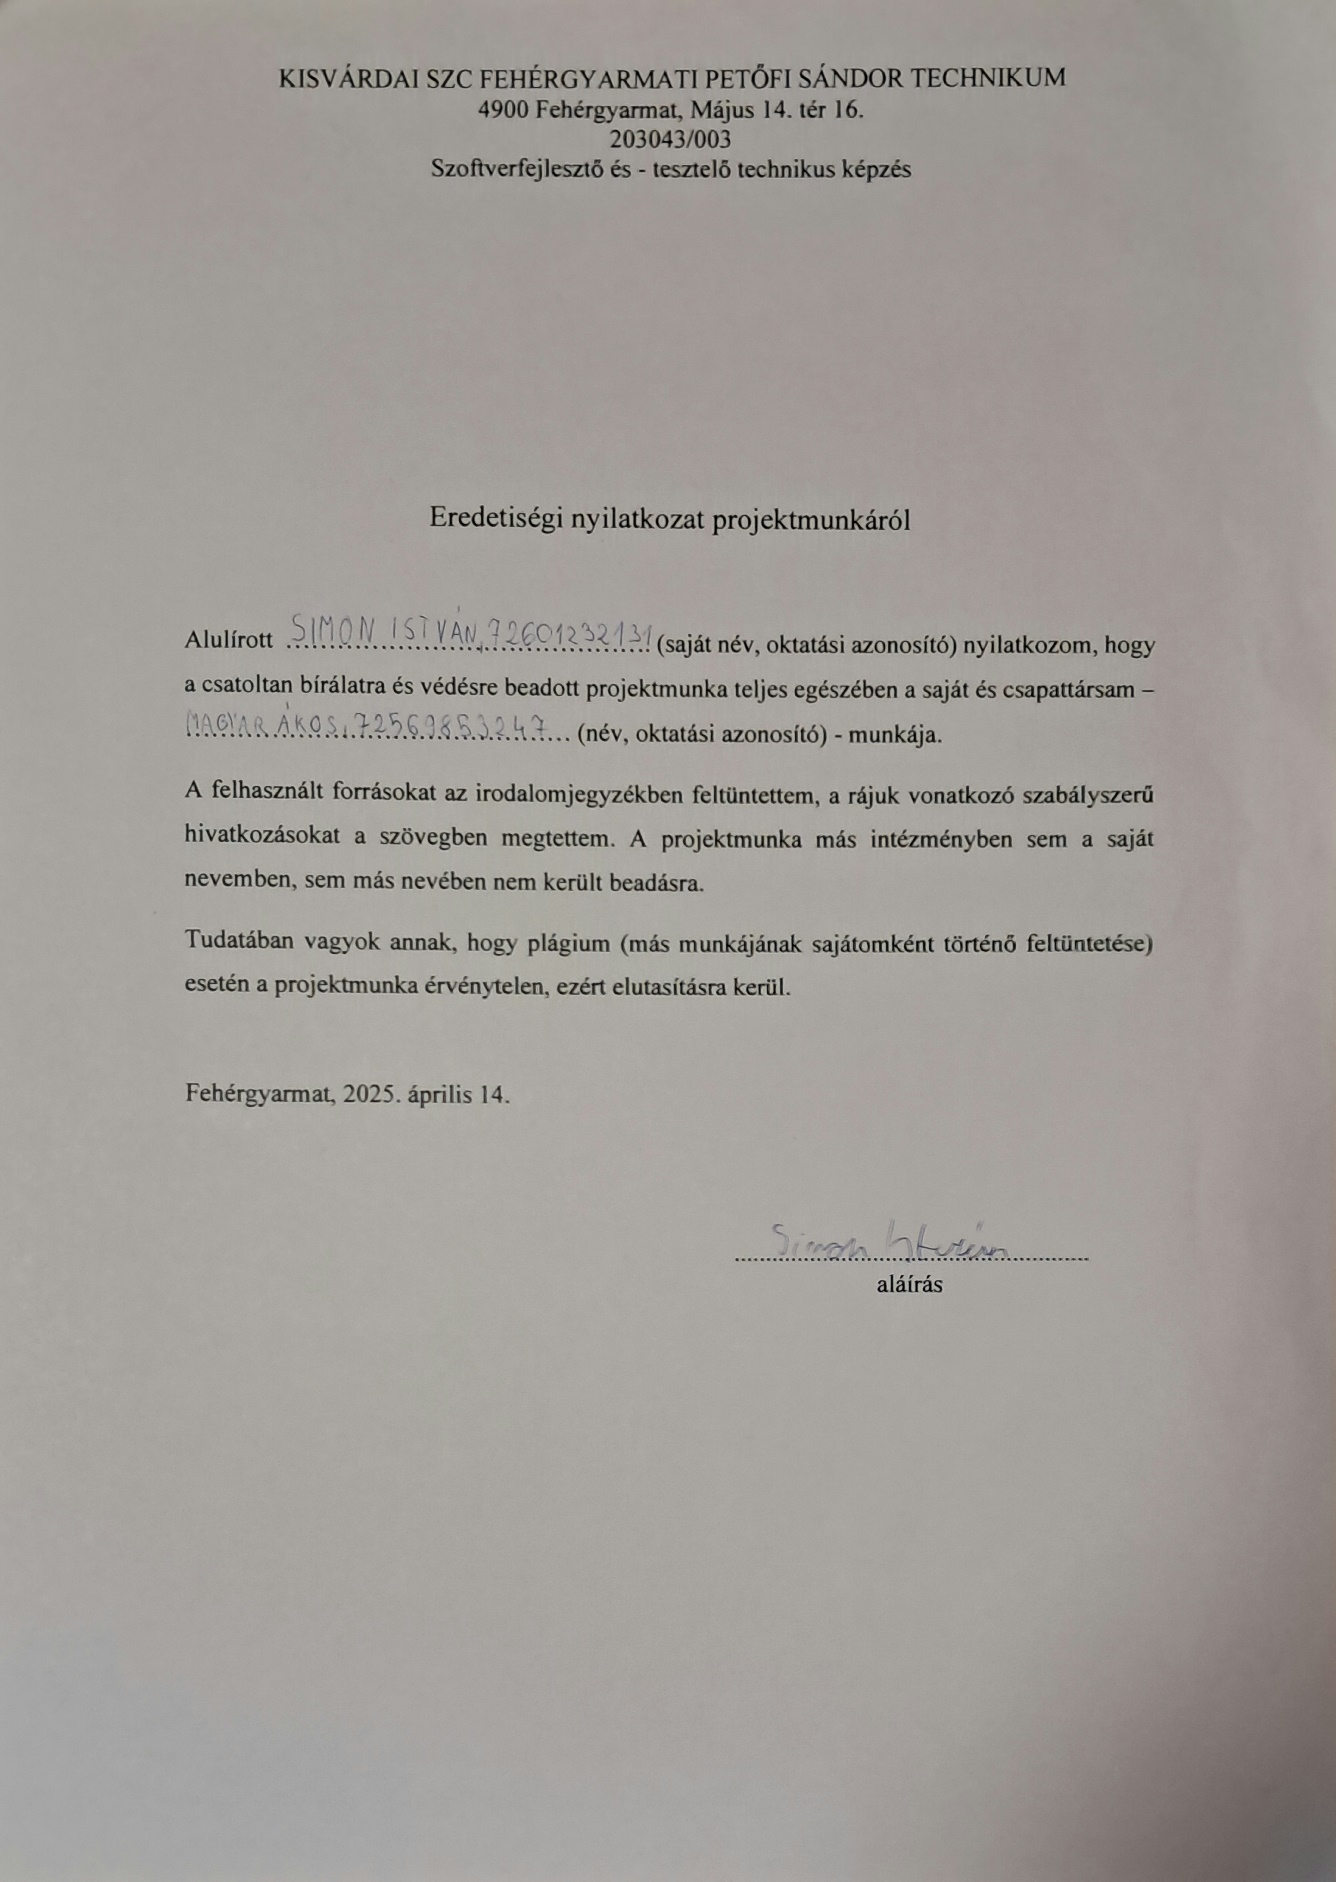 KISVÁRDAI SZC FEHÉRGYARMATI PETŐFI SÁNDOR TECHNIKUM
4900 Fehérgyarmat, Május 14. tér 16.
203043/003
Szoftverfejlesztő és - tesztelő technikus képzés
Eredetiségi nyilatkozat projektmunkáról
Alulírott SIMON ISTVÁN, 72601232131 (saját név, oktatási azonosító) nyilatkozom, hogy
a csatoltan bírálatra és védésre beadott projektmunka teljes egészében a saját és csapattársam –
MAGYAR ÁKOS, 72569853247... (név, oktatási azonosító) - munkája.
A felhasznált forrásokat az irodalomjegyzékben feltüntettem, a rájuk vonatkozó szabályszerű
hivatkozásokat a szövegben megtettem. A projektmunka más intézményben sem a saját
nevemben, sem más nevében nem került beadásra.
Tudatában vagyok annak, hogy plágium (más munkájának sajátomként történő feltüntetése)
esetén a projektmunka érvénytelen, ezért elutasításra kerül.
Fehérgyarmat, 2025. április 14.
Simon István
aláírás